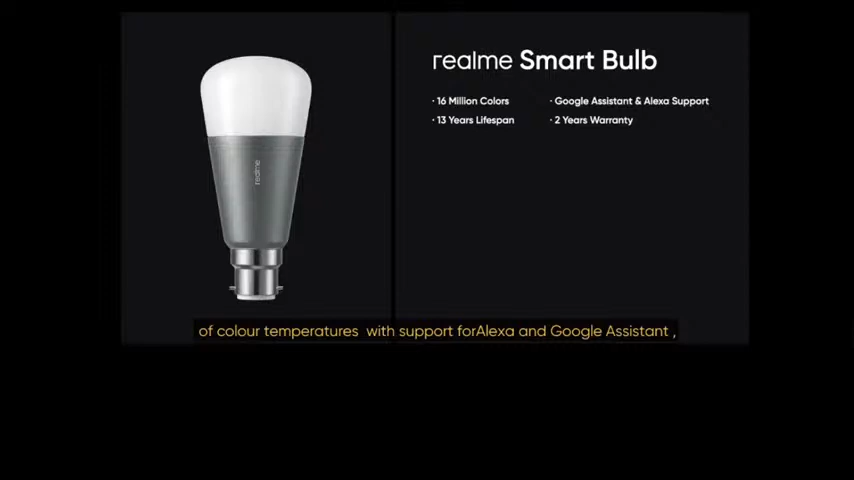 realme Smart Bulb
· 16 Million Colors
· Google Assistant & Alexa Support
· 13 Years Lifespan
· 2 Years Warranty
realme
of colour temperatures with support forAlexa and Google Assistant ,